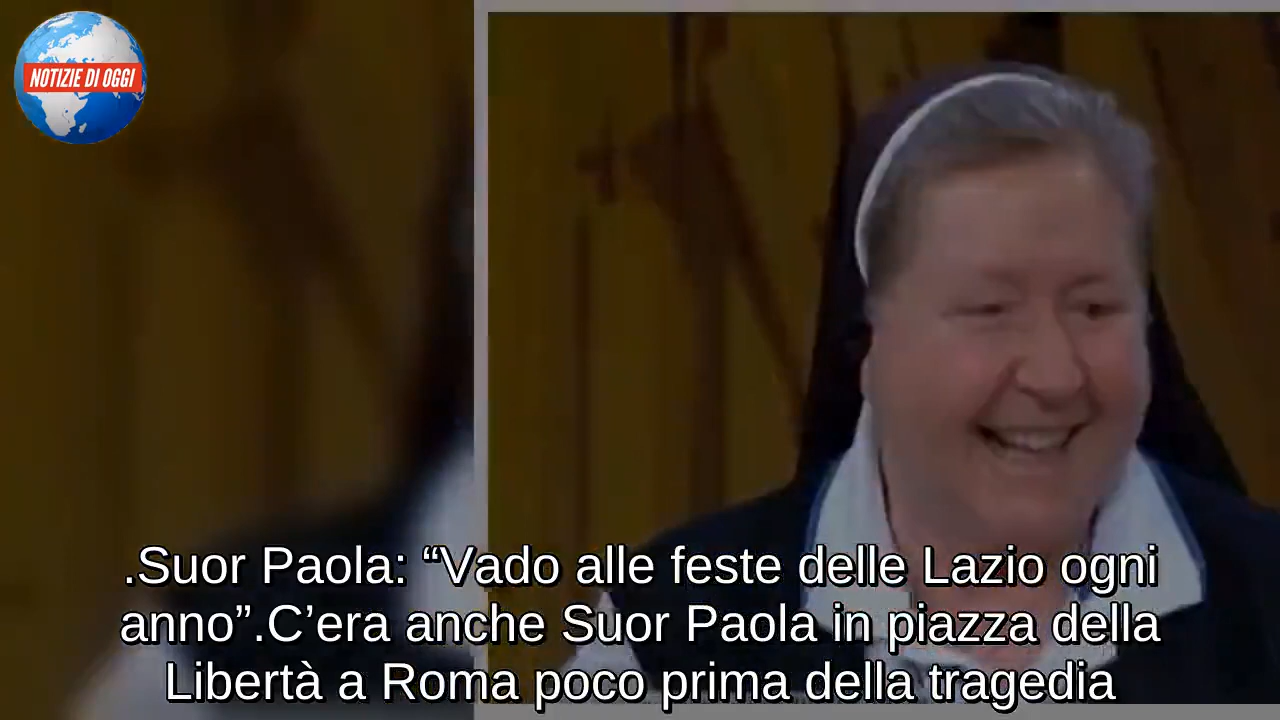 NOTIZIE DI OGGI
.Suor Paola: “Vado alle feste delle Lazio ogni
anno”.C’era anche Suor Paola in piazza della
Libertà a Roma poco prima della tragedia